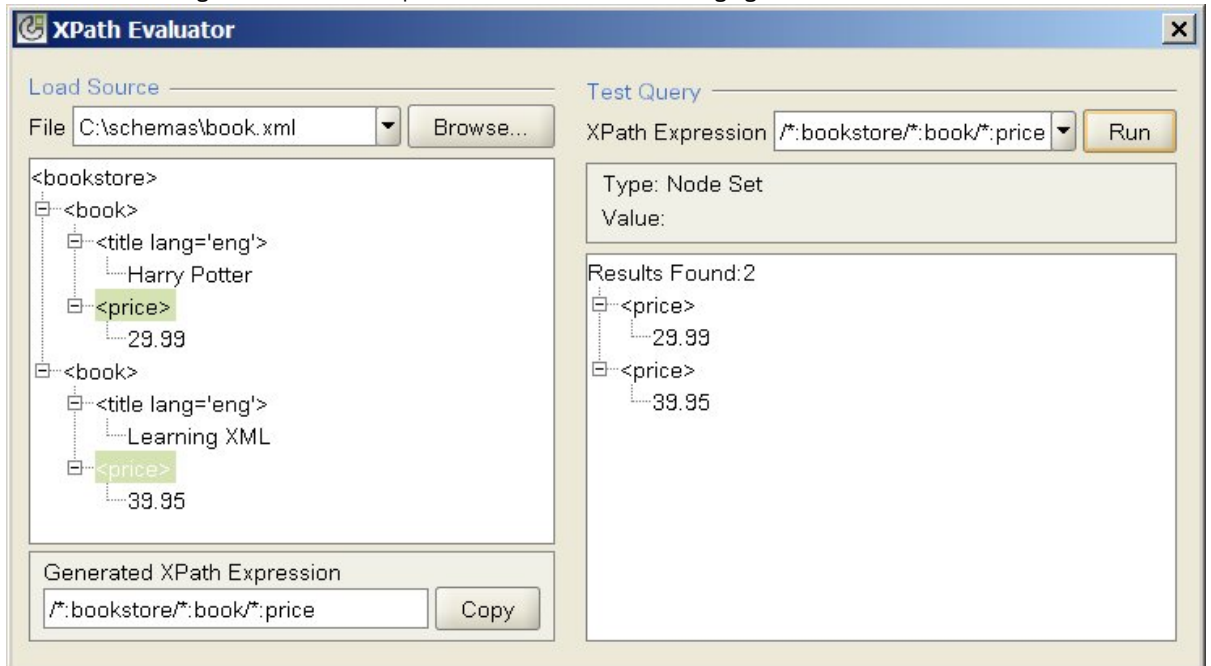 XPath Evaluator
Load Source
File C:\schemas\book.xml Browse...
<bookstore>
<book>
<title lang='eng'>
Harry Potter
<price>
29.99
<book>
<title lang='eng'>
Learning XML
<price>
39.95
Generated XPath Expression
/*:bookstore/*:book/*:price Copy
Test Query
XPath Expression /*:bookstore/*:book/*:price Run
Type: Node Set
Value:
Results Found:2
<price>
29.99
<price>
39.95